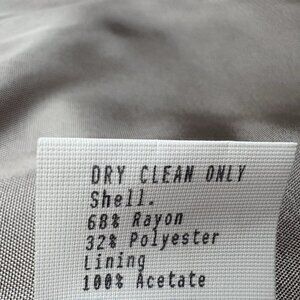 DRY CLEAN ONLY
Shell.
68% Rayon
32% Polyester
Lining
100% Acetate